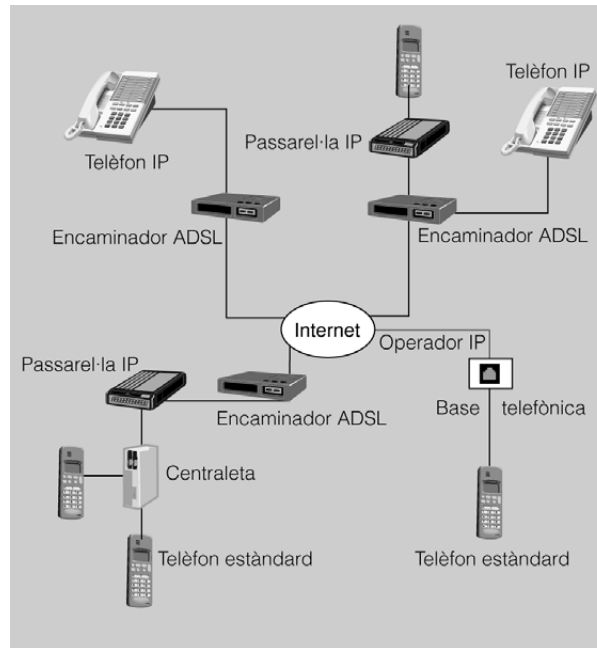 Telèfon IP
Passarel·la IP
Telèfon IP
Encaminador ADSL
Encaminador ADSL
Internet
Operador IP
Passarel·la IP
Encaminador ADSL
Base telefònica
Centraleta
Telèfon estàndard
Telèfon estàndard